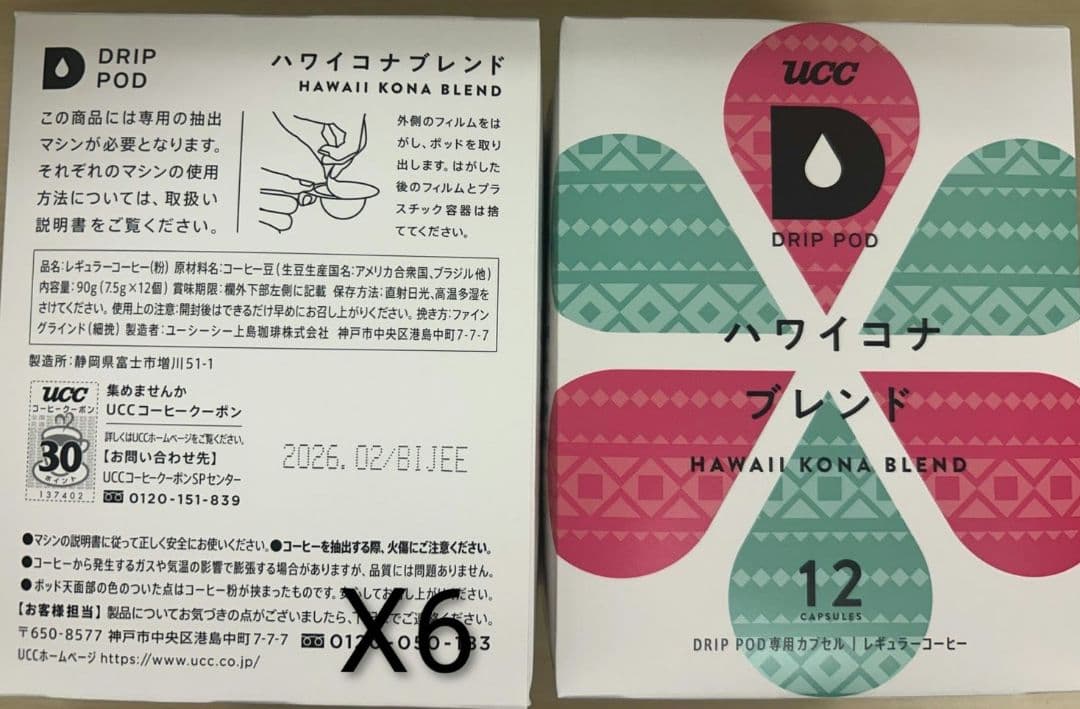 DRIP
POD
ハワイコナブレンド
HAWAII KONA BLEND
この商品には専用の抽出
マシンが必要となります。
それぞれのマシンの使用
方法については、取扱い
説明書をご覧ください。
外側のフィルムをは
がし、ポッドを取り
出します。はがした
後のフィルムとプラ
スチック容器は捨
ててください。
品名:レギュラーコーヒー(粉) 原材料名:コーヒー豆(生豆生産国名:アメリカ合衆国、ブラジル他)
内容量:90g(7.5g×12個) 賞味期限:欄外下部左側に記載 保存方法:直射日光、高温多湿を
さけてください。使用上の注意:開封後はできるだけ早めにお召し上がりください。挽き方:ファイン
グラインド(細挽) 製造者:ユーシーシー上島珈琲株式会社 神戸市中央区港島中町7-7-7
製造所:静岡県富士市増川51-1
ucc
コーヒークーポン
30
ポイント
137402
集めませんか
UCCコーヒークーポン
詳しくはUCCホームページをご覧ください。
【お問い合わせ先】
UCCコーヒークーポンSPセンター
0120-151-839
2026.02/BIJEE
●マシンの説明書に従って正しく安全にお使いください。●コーヒーを抽出する際、火傷にご注意ください。
●コーヒーから発生するガスや気温の影響で膨張する場合がありますが、品質には問題ありません。
●ポッド天面部の色のついた点はコーヒー粉が挟まったものです。してお召し上がりください。
【お客様担当】製品についてお気づきの点がございましたら、でご連絡ください。
〒650-8577 神戸市中央区港島中町7-7-7
UCCホームページ https://www.ucc.co.jp/
X6
ucc
DRIP POD
ハワイコナ
ブレンド
HAWAII KONA BLEND
12
CAPSULES
DRIP POD専用カプセル | レギュラーコーヒー